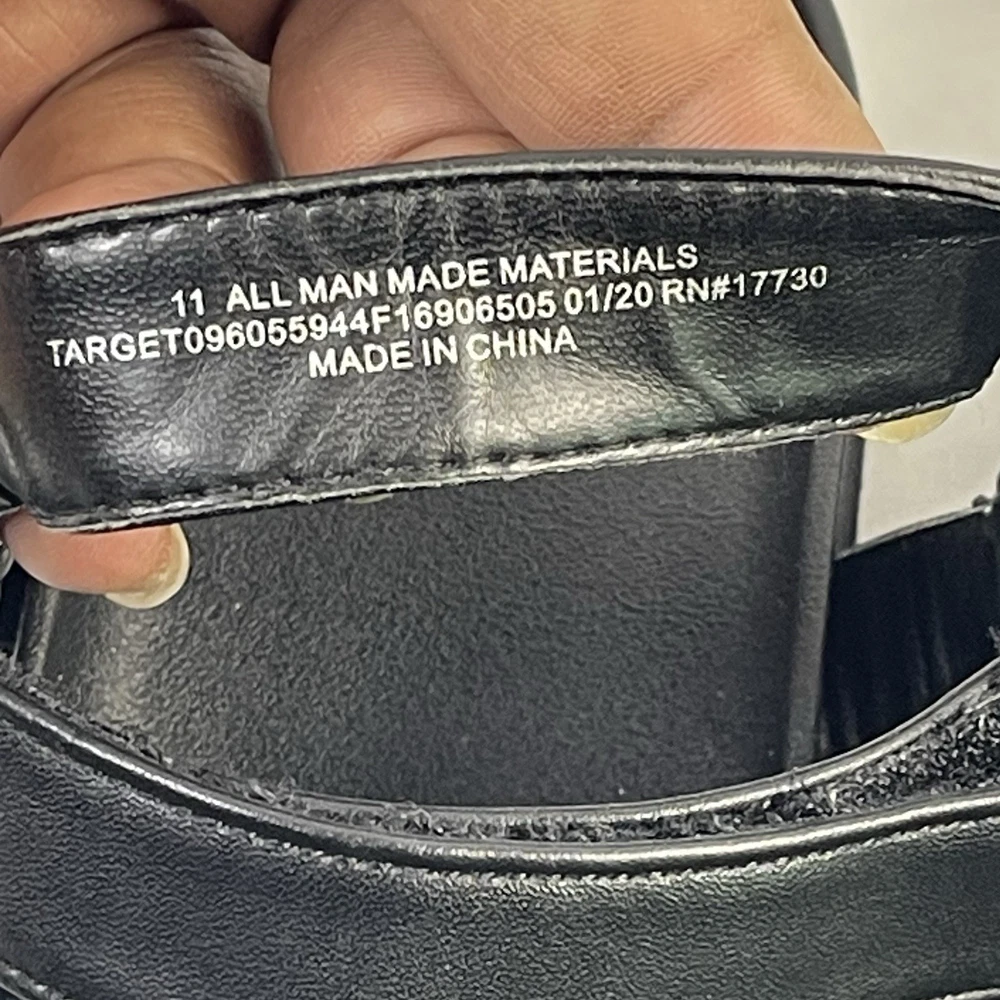 11 ALL MAN MADE MATERIALS
TARGET096055944F16906505 01/20 RN#17730
MADE IN CHINA